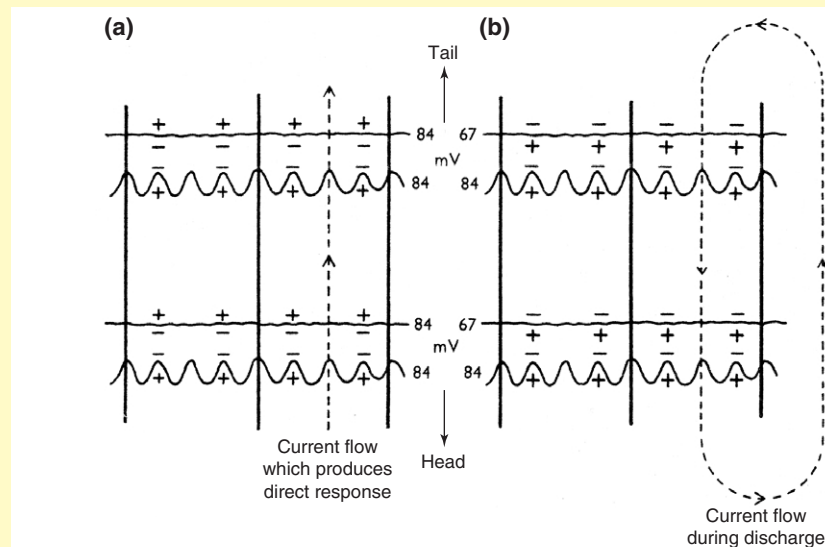 (a)
(b)
Tail
+ + + +
84
67
− − − −
mV
− − + +
− − − −
84
84
+ + + +
+ + + +
84
67
− − − −
mV
− − − −
84
84
+ + + +
Head
Current flow
which produces
direct response
− − − −
+ + + +
− − − −
+ + + +
− − − −
+ + + +
− − − −
+ + + +
Current flow
during discharge